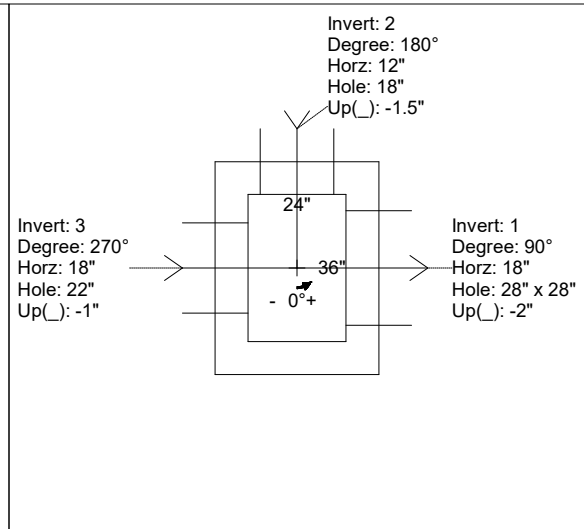 Invert: 2
Degree: 180°
Horz: 12"
Hole: 18"
Up(_): -1.5"
24"
Invert: 3
Degree: 270°
Horz: 18"
Hole: 22"
Up(_): -1"
36"
- 0°+
Invert: 1
Degree: 90°
Horz: 18"
Hole: 28" x 28"
Up(_): -2"